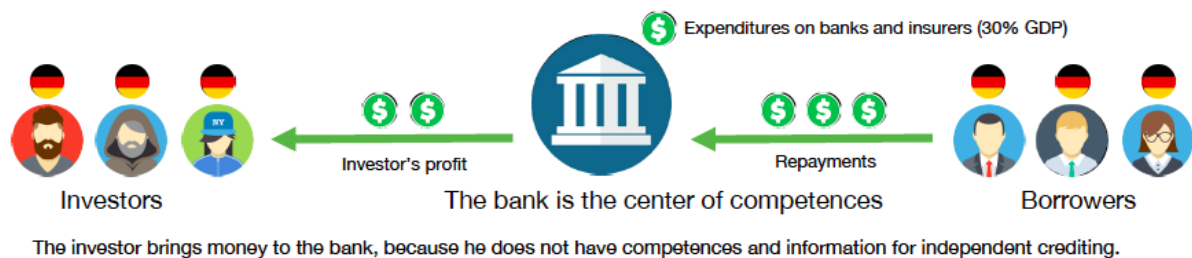 Expenditures on banks and insurers (30% GDP)
$
$ $
$ $ $
NY
Investor's profit
Repayments
Investors
The bank is the center of competences
Borrowers
The investor brings money to the bank, because he does not have competences and information for independent crediting.